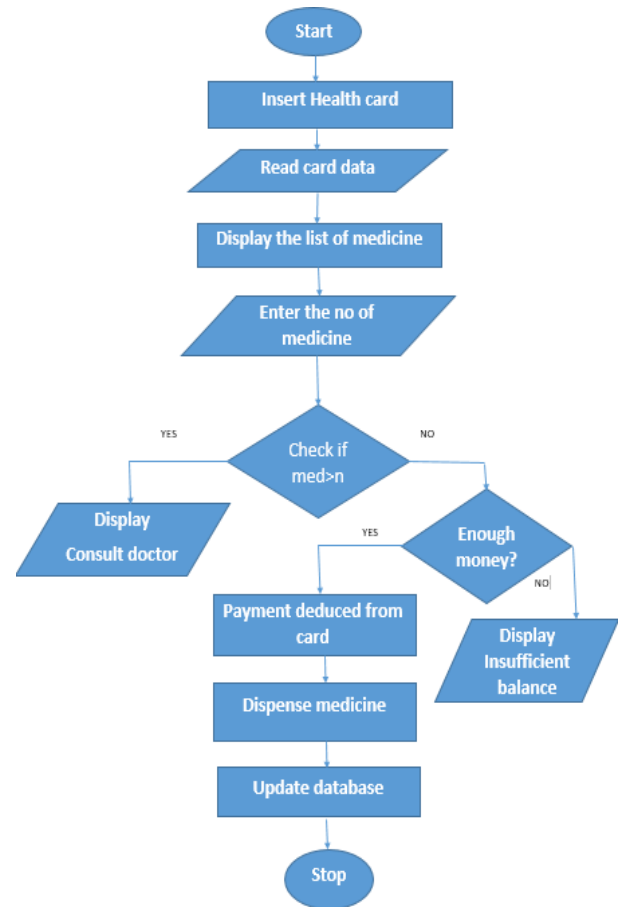 Start
Insert Health card
Read card data
Display the list of medicine
Enter the no of
medicine
YES
NO
Check if
med>n
Display
Consult doctor
YES
Enough
money?
NO
Payment deduced from
card
Display
Insufficient
balance
Dispense medicine
Update database
Stop